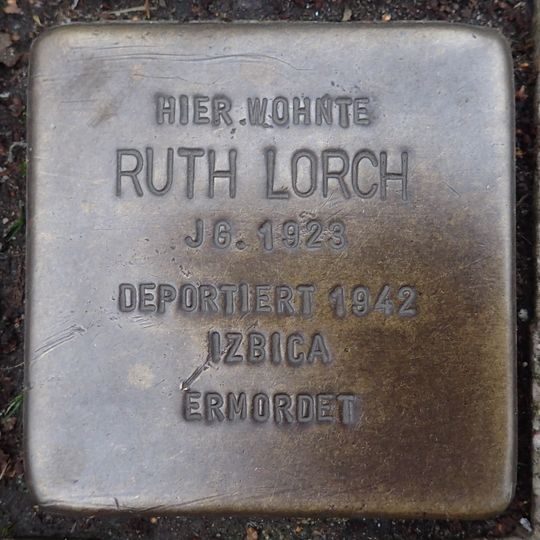 HIER WOHNTE
RUTH LORCH
JG. 1923
DEPORTIERT 1942
IZBICA
ERMORDET